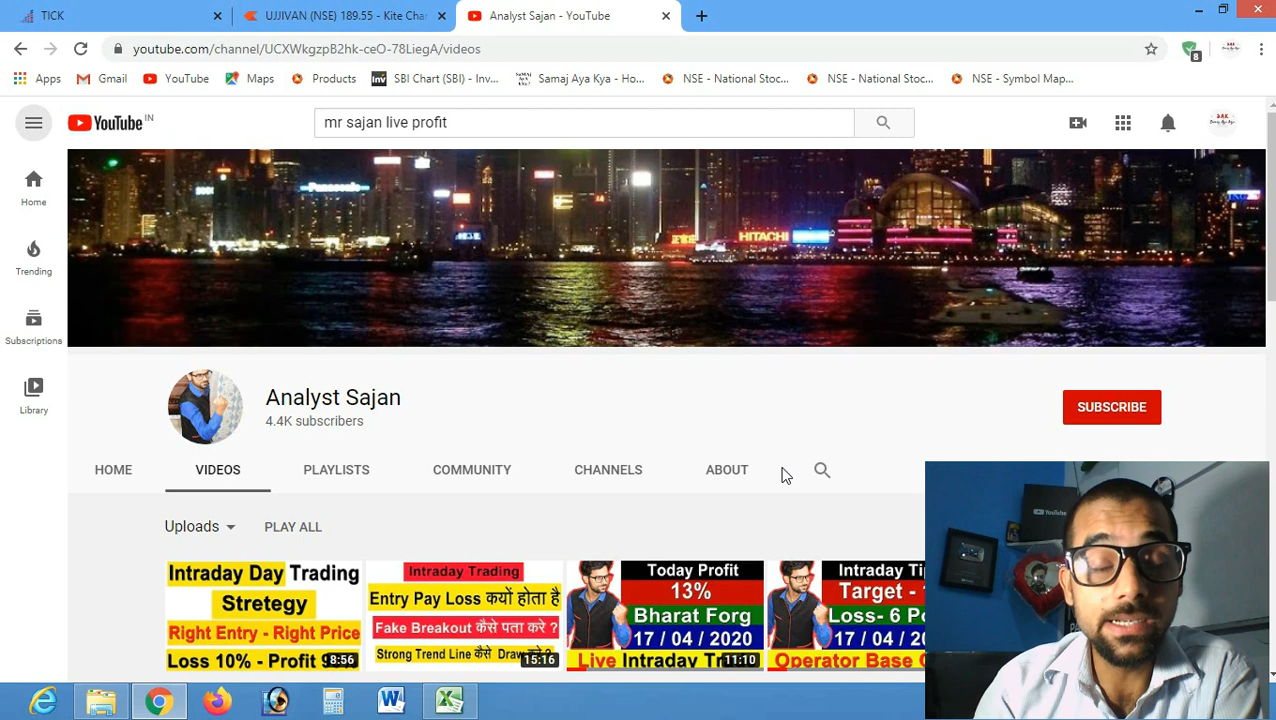 TICK
UJJIVAN (NSE) 189.55 - Kite Cha
Analyst Sajan - YouTube
youtube.com/channel/UCXWkgzpB2hk-ceO-78LiegA/videos
8
Apps
Gmail
YouTube
Maps
Products
Inv
SBI Chart (SBI) - Inv...
Samaj Aya Kya - Ho...
NSE - National Stoc...
NSE - National Stoc...
NSE - Symbol Map...
YouTube IN
mr sajan live profit
Panasonic
HITACHI
Home
Trending
Subscriptions
Library
Analyst Sajan
4.4K subscribers
SUBSCRIBE
HOME
VIDEOS
PLAYLISTS
COMMUNITY
CHANNELS
ABOUT
Uploads
PLAY ALL
Intraday Day Trading
Stretegy
Right Entry - Right Price
Loss 10% - Profit
8:56
Intraday Trading
Entry Pay Loss क्यों होता है
Fake Breakout कैसे पता करे ?
Strong Trend Line कैसे Draw
15:16
Today Profit
13%
Bharat Forg
17 / 04 / 2020
Live Intraday
11:10
Intraday
Target -
Loss- 6
17 / 04
Operator Base
YouTube